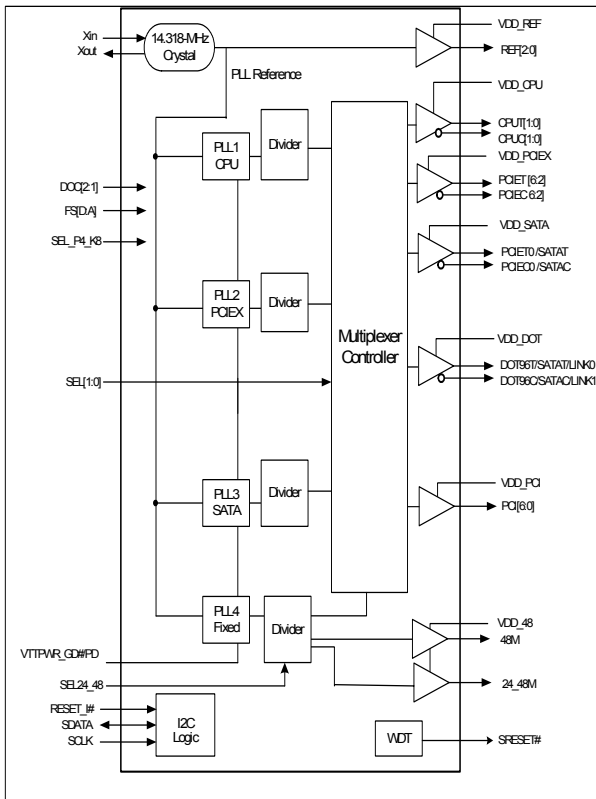 Xin
Xout
14.318-MHz
Crystal
PLL Reference
VDD_REF
REF[2:0]
VDD_CPU
CPUT[1:0]
CPUC[1:0]
PLL1
CPU
Divider
VDD_PCIEX
PCIET [6:2]
PCIEC 6:2]
DOC[2:1]
FS[D:A]
SEL_P4_K8
VDD_SATA
PCIET0 /SATAT
PCIEC0 /SATAC
PLL2
PCIEX
Divider
Multiplexer
Controller
VDD_DOT
DOT96T/SATAT/LINK0
DOT96C/SATAC/LINK1
SEL[1:0]
PLL3
SATA
Divider
VDD_PCI
PCI[6:0]
PLL4
Fixed
Divider
VDD_48
48M
VTTPWR_GD#/PD
SEL24_48
24_48M
RESET_I#
SDATA
SCLK
I2C
Logic
WDT
SRESET#